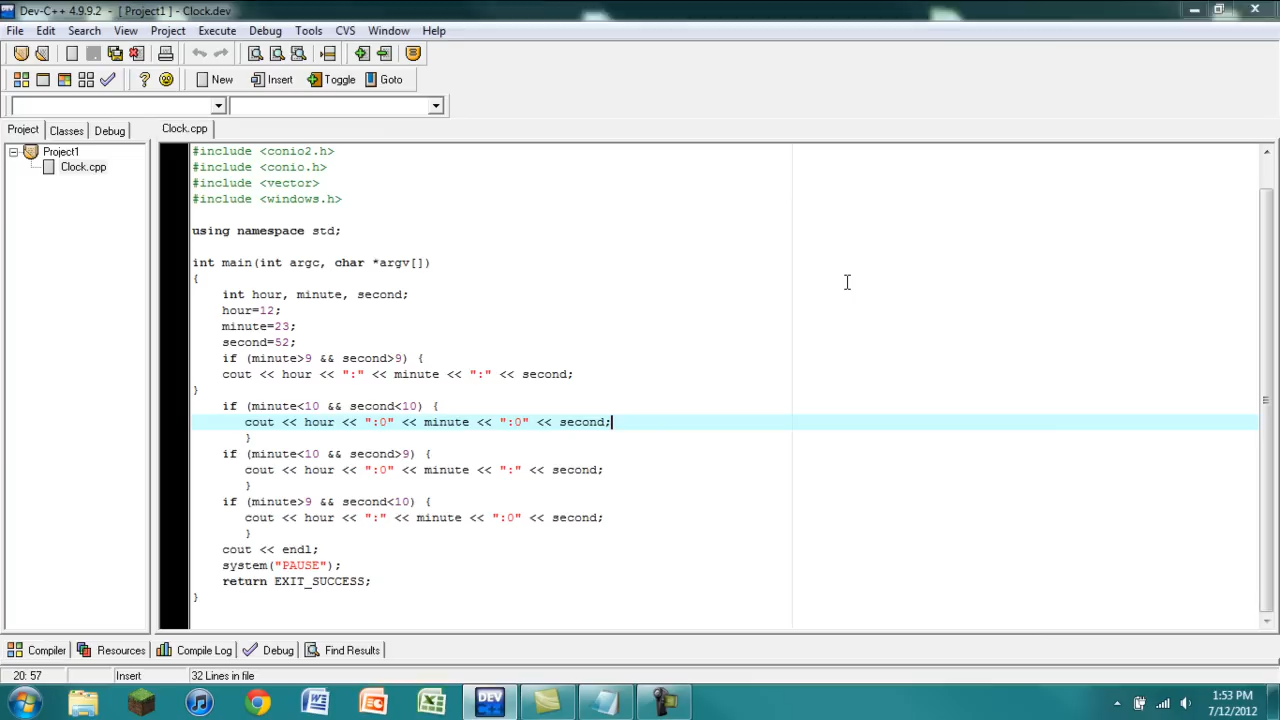 Dev-C++ 4.9.9.2 - [ Project1 ] - Clock.dev
File Edit Search View Project Execute Debug Tools CVS Window Help
New Insert Toggle Goto
Project Classes Debug
Clock.cpp
Project1
Clock.cpp
#include <conio2.h>
#include <conio.h>
#include <vector>
#include <windows.h>
using namespace std;
int main(int argc, char *argv[])
{
int hour, minute, second;
hour=12;
minute=23;
second=52;
if (minute>9 && second>9) {
cout << hour << ":" << minute << ":" << second;
}
if (minute<10 && second<10) {
cout << hour << ":0" << minute << ":0" << second;
}
if (minute<10 && second>9) {
cout << hour << ":0" << minute << ":" << second;
}
if (minute>9 && second<10) {
cout << hour << ":" << minute << ":0" << second;
}
cout << endl;
system("PAUSE");
return EXIT_SUCCESS;
}
Compiler Resources Compile Log Debug Find Results
20: 57 Insert 32 Lines in file
DEV
C++
1:53 PM
7/12/2012